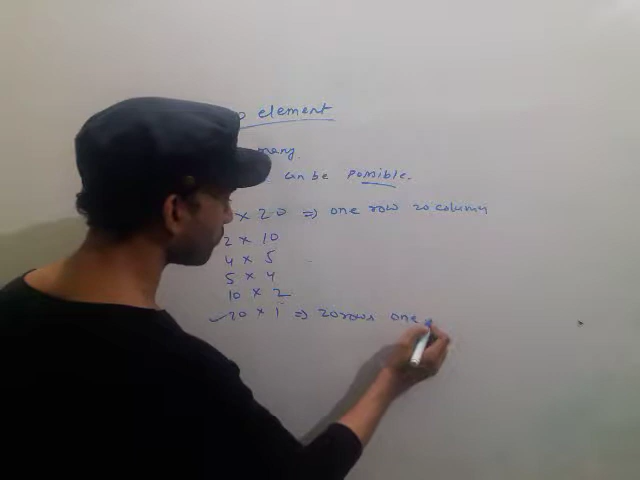 element
many
can be possible.
× 20 ⇒ one row 20 columns
2 × 10
4 × 5
5 × 4
10 × 2
✓ 20 × 1 ⇒ 20 rows one